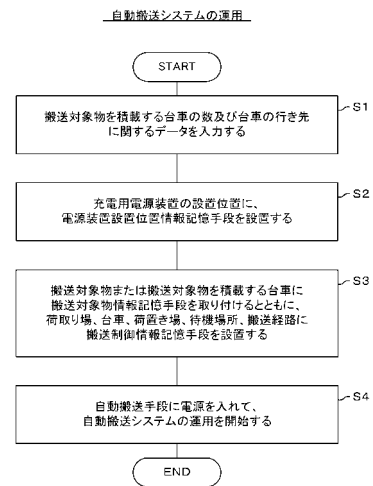 自動搬送システムの運用
START
S1
搬送対象物を積載する台車の数及び台車の行き先
に関するデータを入力する
S2
充電用電源装置の設置位置に、
電源装置設置位置情報記憶手段を設置する
S3
搬送対象物または搬送対象物を積載する台車に
搬送対象物情報記憶手段を取り付けるとともに、
荷取り場、台車、荷置き場、待機場所、搬送経路に
搬送制御情報記憶手段を設置する
S4
自動搬送手段に電源を入れて、
自動搬送システムの運用を開始する
END